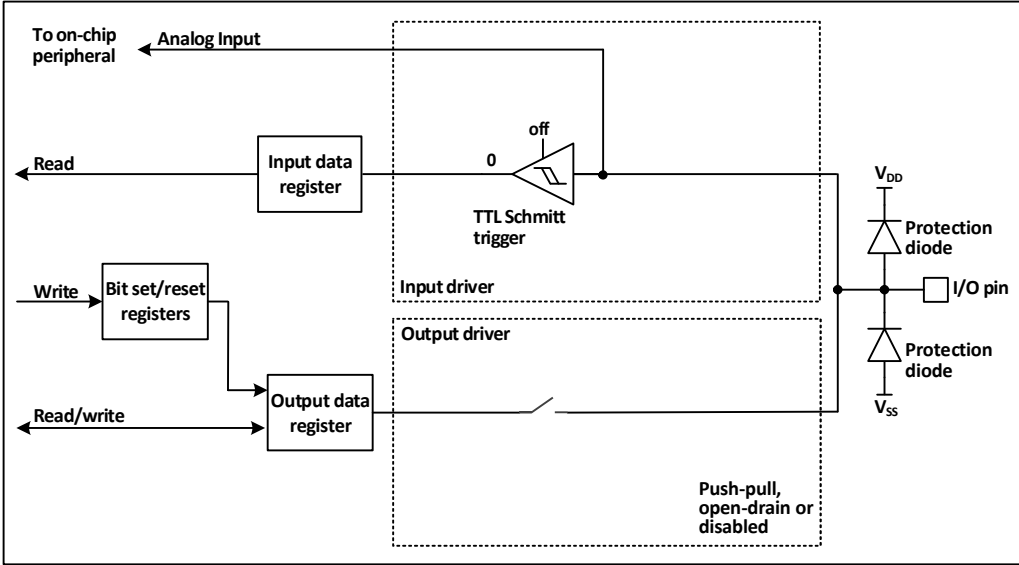 To on-chip
peripheral
Analog Input
off
Read
Input data
register
0
TTL Schmitt
trigger
VDD
Protection
diode
Write
Bit set/reset
registers
Input driver
I/O pin
Output driver
Protection
diode
Read/write
Output data
register
VSS
Push-pull,
open-drain or
disabled